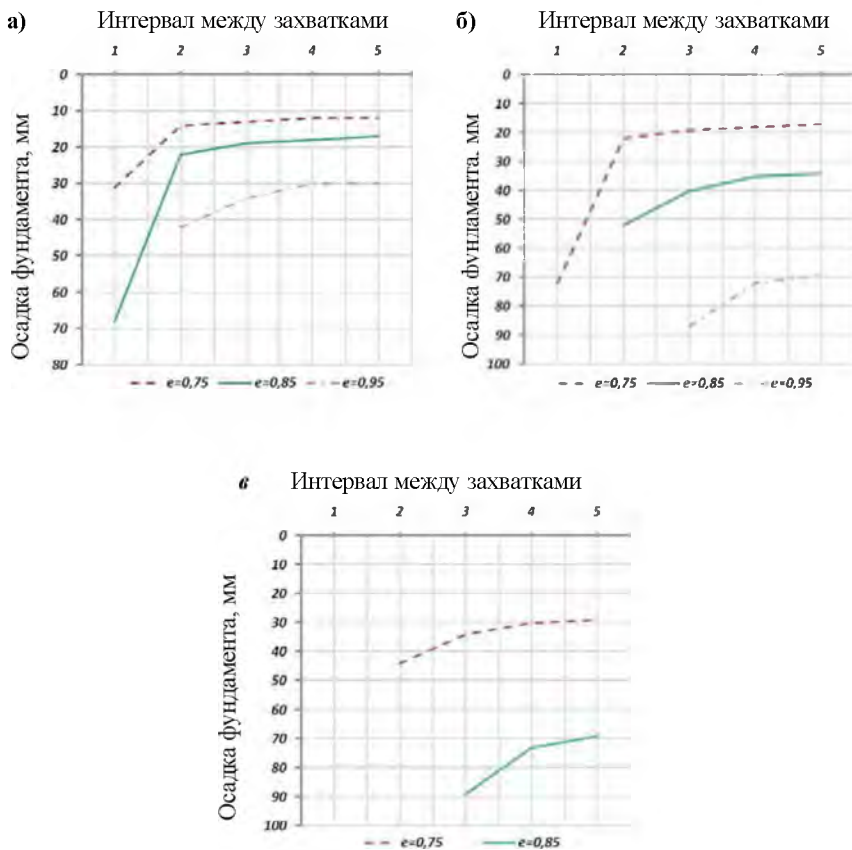 а) Интервал между захватками
1 2 3 4 5
Осадка фундамента, мм
0
10
20
30
40
50
60
70
80
e=0,75 e=0,85 e=0,95
б) Интервал между захватками
1 2 3 4 5
Осадка фундамента, мм
0
10
20
30
40
50
60
70
80
90
100
e=0,75 e=0,85 e=0,95
в Интервал между захватками
1 2 3 4 5
Осадка фундамента, мм
0
10
20
30
40
50
60
70
80
90
100
e=0,75 e=0,85